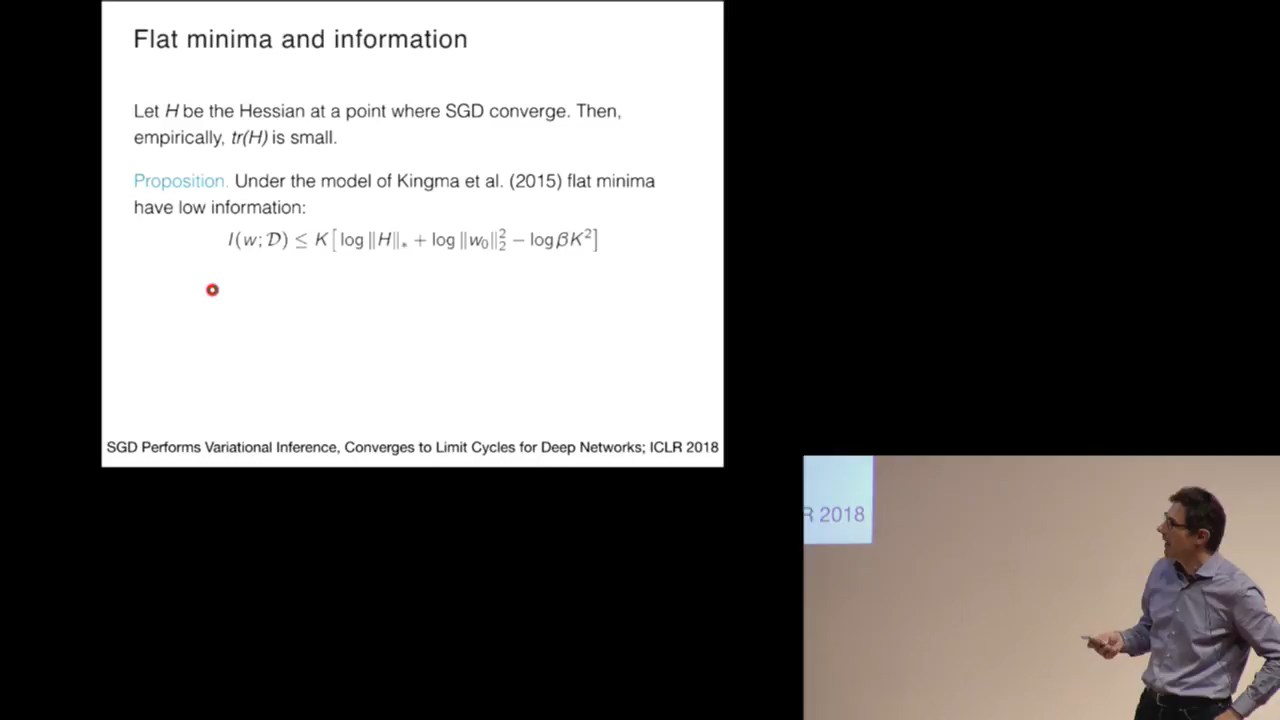 Flat minima and information
Let H be the Hessian at a point where SGD converge. Then,
empirically, tr(H) is small.
Proposition. Under the model of Kingma et al. (2015) flat minima
have low information:
I(w; 𝒟) ≤ K[ log ‖H‖_* + log ‖w₀‖₂² − log βK² ]
SGD Performs Variational Inference, Converges to Limit Cycles for Deep Networks; ICLR 2018
R 2018